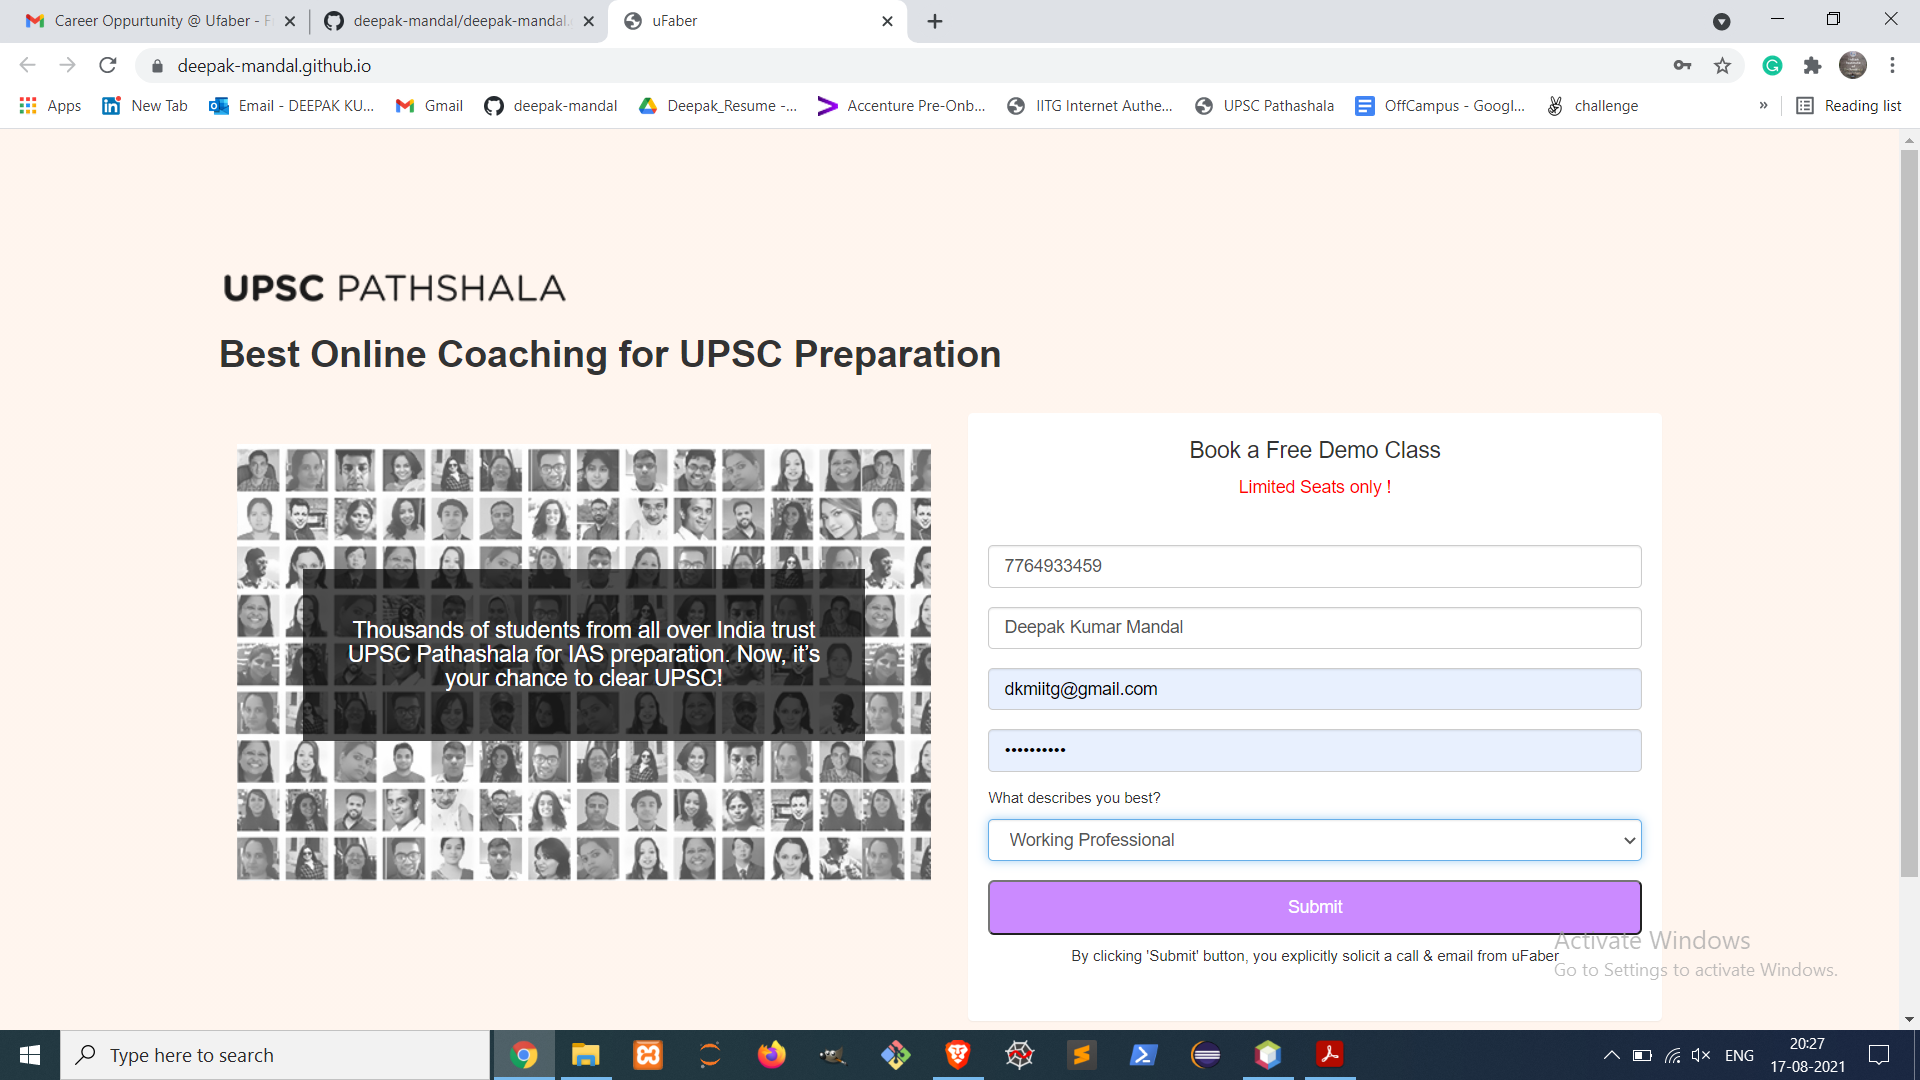 Career Oppurtunity @ Ufaber - F
deepak-mandal/deepak-mandal.
uFaber
deepak-mandal.github.io
Apps
New Tab
Email - DEEPAK KU...
Gmail
deepak-mandal
Deepak_Resume -...
Accenture Pre-Onb...
IITG Internet Authe...
UPSC Pathashala
OffCampus - Googl...
challenge
»
Reading list
UPSC PATHSHALA
Best Online Coaching for UPSC Preparation
Thousands of students from all over India trust
UPSC Pathashala for IAS preparation. Now, it's
your chance to clear UPSC!
Book a Free Demo Class
Limited Seats only !
7764933459
Deepak Kumar Mandal
dkmiitg@gmail.com
••••••••••
What describes you best?
Working Professional
Submit
By clicking 'Submit' button, you explicitly solicit a call & email from uFaber
Activate Windows
Go to Settings to activate Windows.
Type here to search
ENG
20:27
17-08-2021